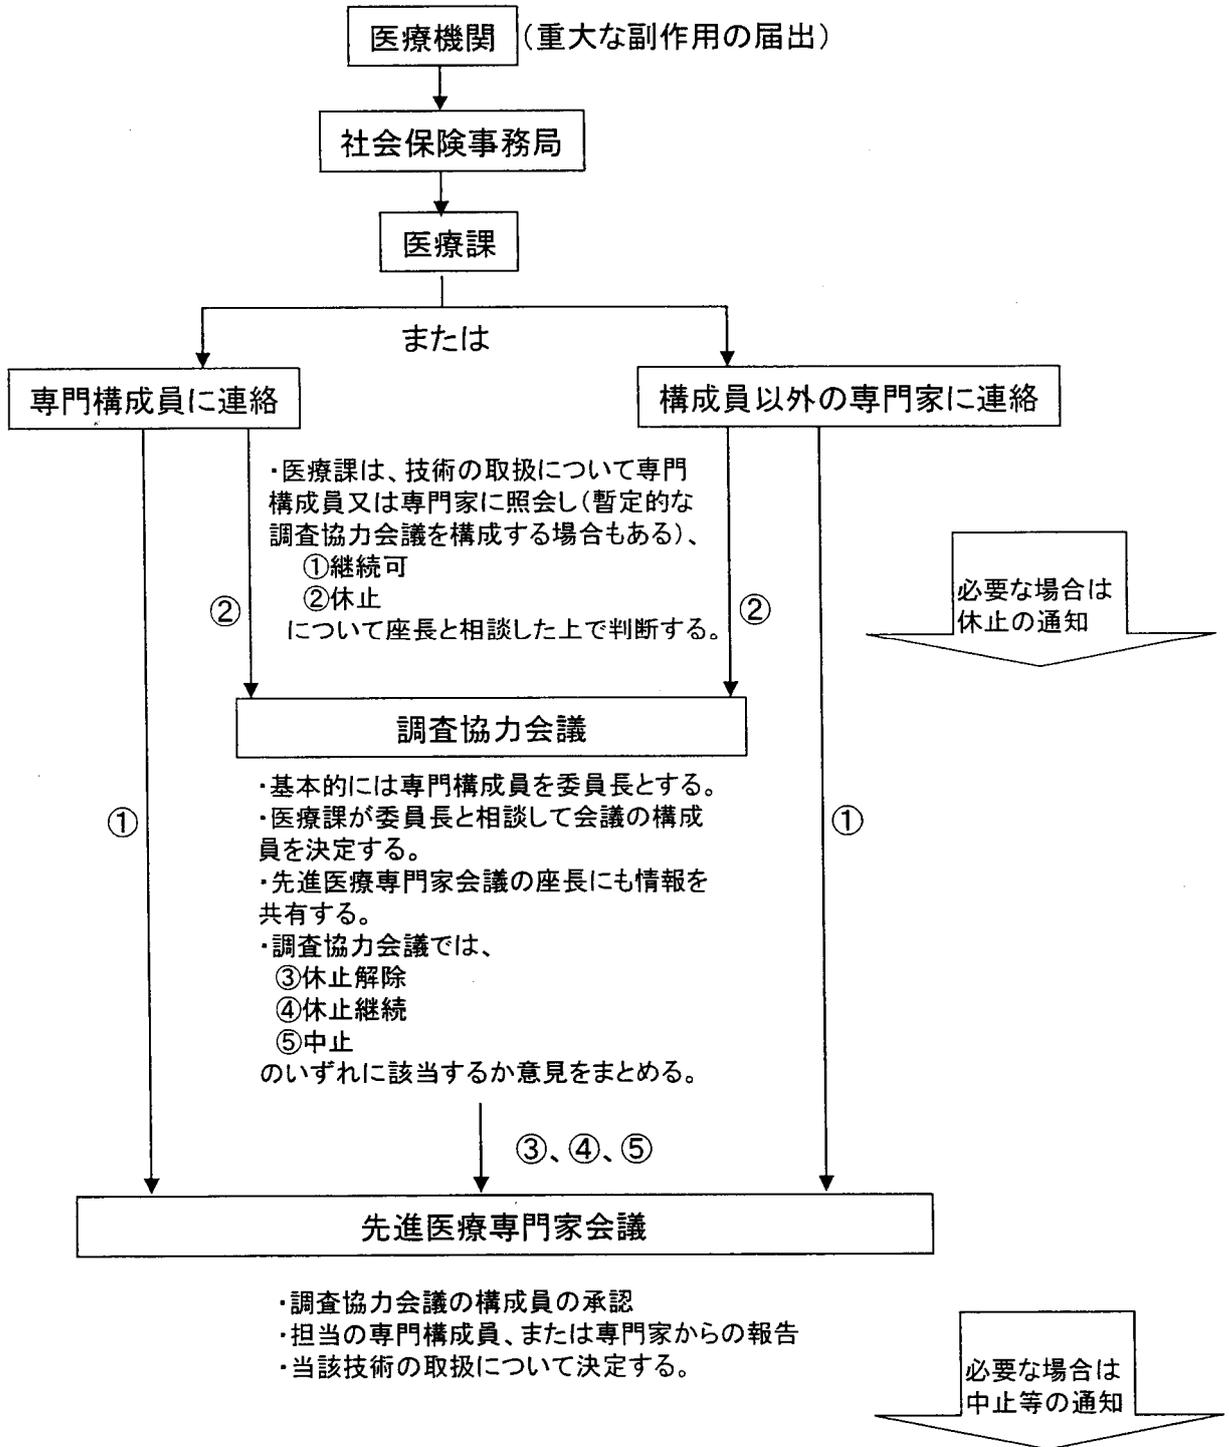 医療機関 (重大な副作用の届出)
社会保険事務局
医療課
または
専門構成員に連絡
構成員以外の専門家に連絡
・医療課は、技術の取扱について専門
構成員又は専門家に照会し(暫定的な
調査協力会議を構成する場合もある)、
①継続可
②休止
について座長と相談した上で判断する。
②
②
必要な場合は
休止の通知
調査協力会議
・基本的には専門構成員を委員長とする。
・医療課が委員長と相談して会議の構成
員を決定する。
・先進医療専門家会議の座長にも情報を
共有する。
・調査協力会議では、
③休止解除
④休止継続
⑤中止
のいずれに該当するか意見をまとめる。
①
①
③、④、⑤
先進医療専門家会議
・調査協力会議の構成員の承認
・担当の専門構成員、または専門家からの報告
・当該技術の取扱について決定する。
必要な場合は
中止等の通知